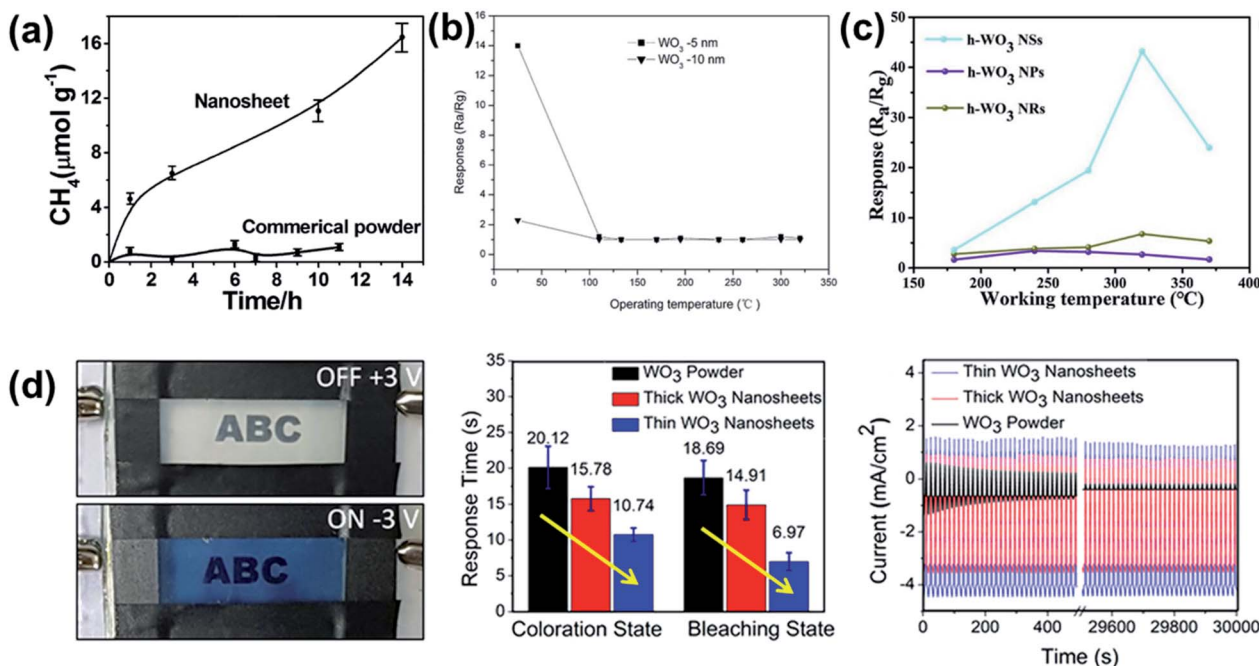 (a)
CH4(μmol g-1)
16
12
8
4
0
Nanosheet
Commerical powder
0 2 4 6 8 10 12 14
Time/h
(b)
Response (Ra/Rg)
16
14
12
10
8
6
4
2
0
WO3 -5 nm
WO3 -10 nm
0 50 100 150 200 250 300 350
Operating temperature (℃)
(c)
Response (Ra/Rg)
50
40
30
20
10
0
h-WO3 NSs
h-WO3 NPs
h-WO3 NRs
150 200 250 300 350 400
Working temperature (℃)
(d)
OFF +3 V
ABC
ON -3 V
ABC
Response Time (s)
35
30
25
20
15
10
5
0
WO3 Powder
Thick WO3 Nanosheets
Thin WO3 Nanosheets
20.12
15.78
10.74
18.69
14.91
6.97
Coloration State Bleaching State
Current (mA/cm2)
4
2
0
-2
-4
Thin WO3 Nanosheets
Thick WO3 Nanosheets
WO3 Powder
0 200 400 29600 29800 30000
Time (s)